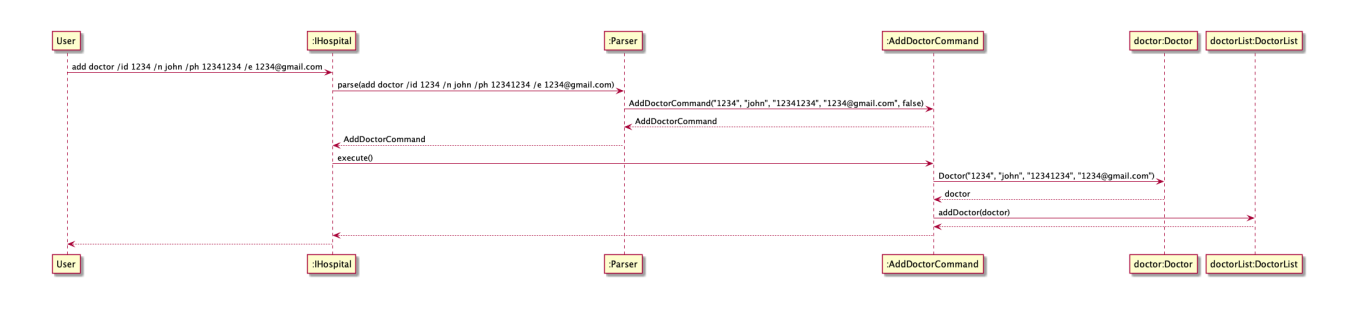 User
:IHospital
:Parser
:AddDoctorCommand
doctor:Doctor
doctorList:DoctorList
add doctor /id 1234 /n john /ph 12341234 /e 1234@gmail.com
parse(add doctor /id 1234 /n john /ph 12341234 /e 1234@gmail.com)
AddDoctorCommand("1234", "john", "12341234", "1234@gmail.com", false)
AddDoctorCommand
AddDoctorCommand
execute()
Doctor("1234", "john", "12341234", "1234@gmail.com")
doctor
addDoctor(doctor)
User
:IHospital
:Parser
:AddDoctorCommand
doctor:Doctor
doctorList:DoctorList